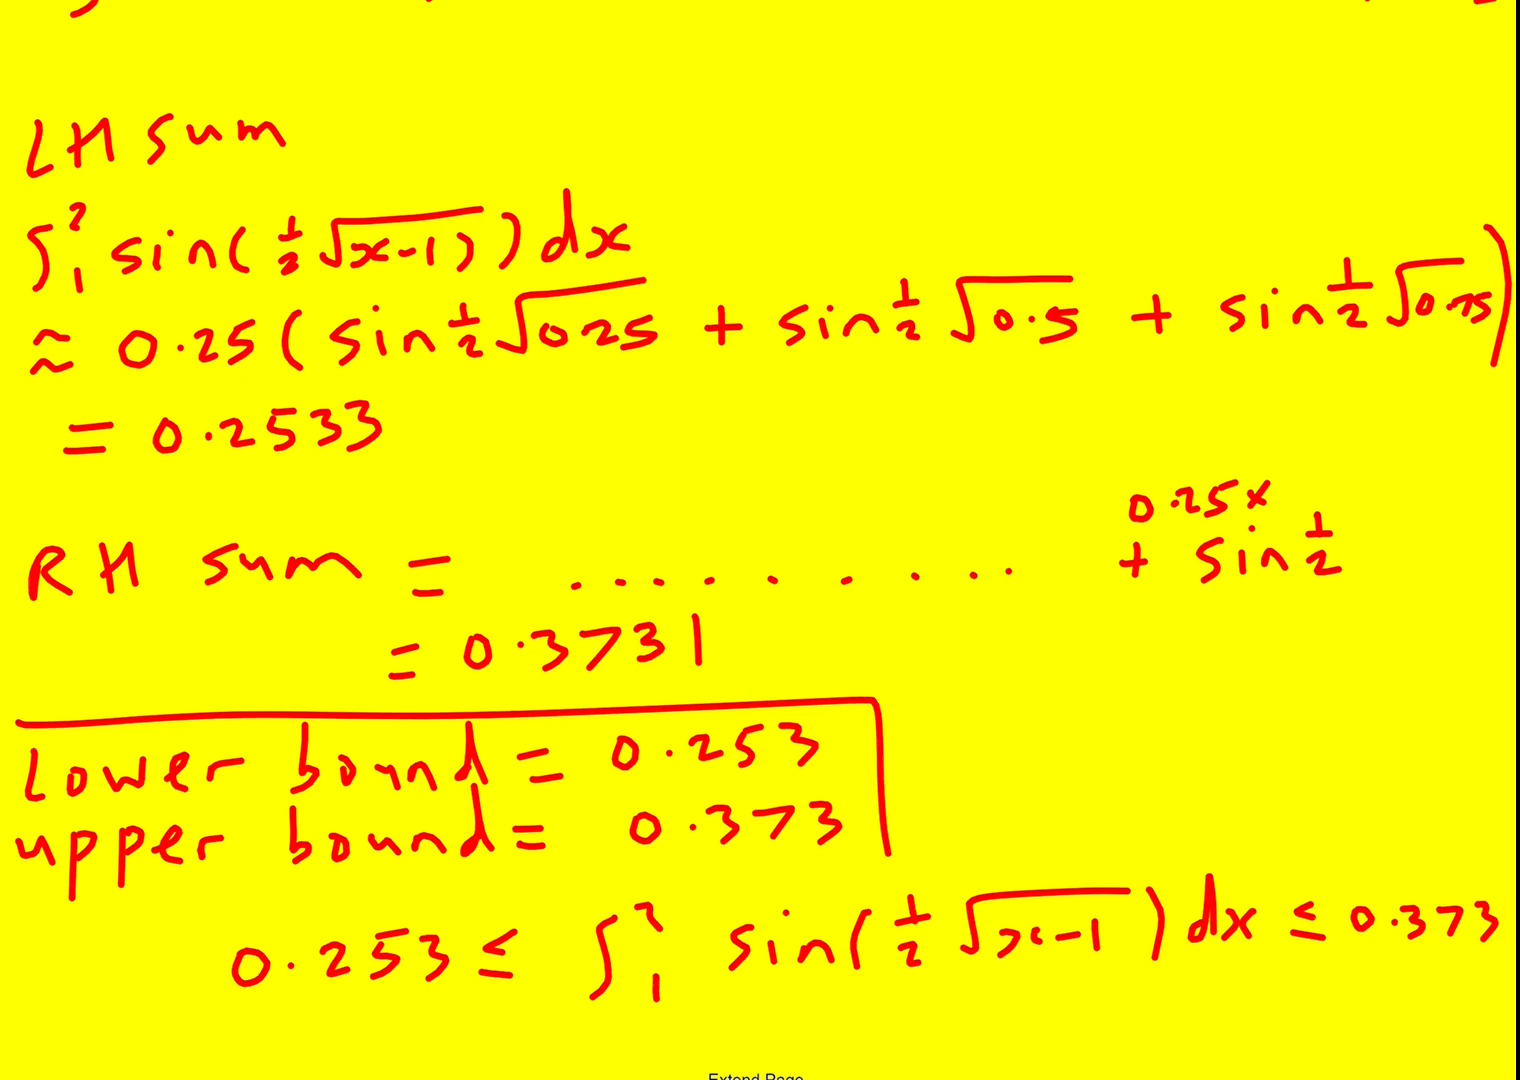 LH sum
∫₁² sin(½√(x-1)) dx
≈ 0.25(sin½√0.25 + sin½√0.5 + sin½√0.75)
= 0.2533
0.25×
RH sum = .......... + sin½
= 0.3731
Lower bound = 0.253
upper bound = 0.373
0.253 ≤ ∫₁² sin(½√x-1) dx ≤ 0.373
Extend Page